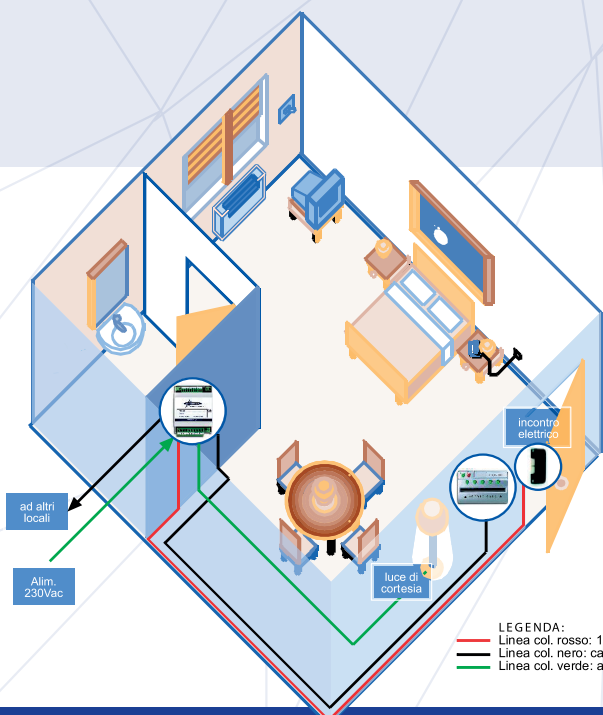 incontro
elettrico
ad altri
locali
Alim.
230Vac
luce di
cortesia
LEGENDA:
Linea col. rosso: 1
Linea col. nero: ca
Linea col. verde: a